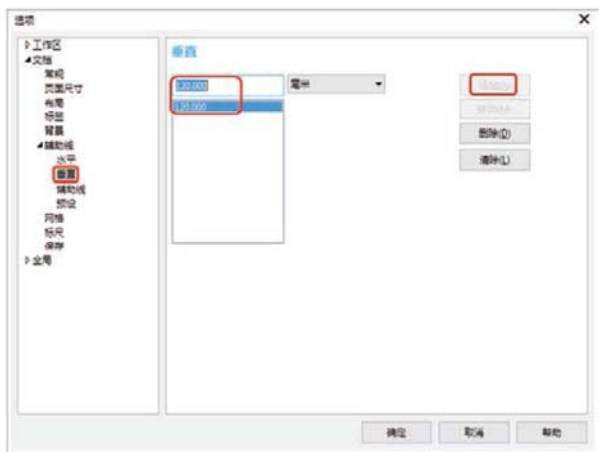 选项
工作区
文档
常规
页面尺寸
布局
标签
背景
辅助线
水平
垂直
辅助线
预设
网格
标尺
保存
全局
垂直
120.000
毫米
120.000
删除(D)
清除(L)
确定
取消
帮助